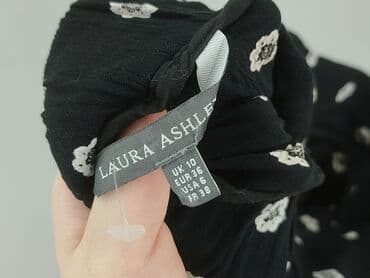 LAURA ASHLEY
UK 10
EUR 36
USA 6
FR 38